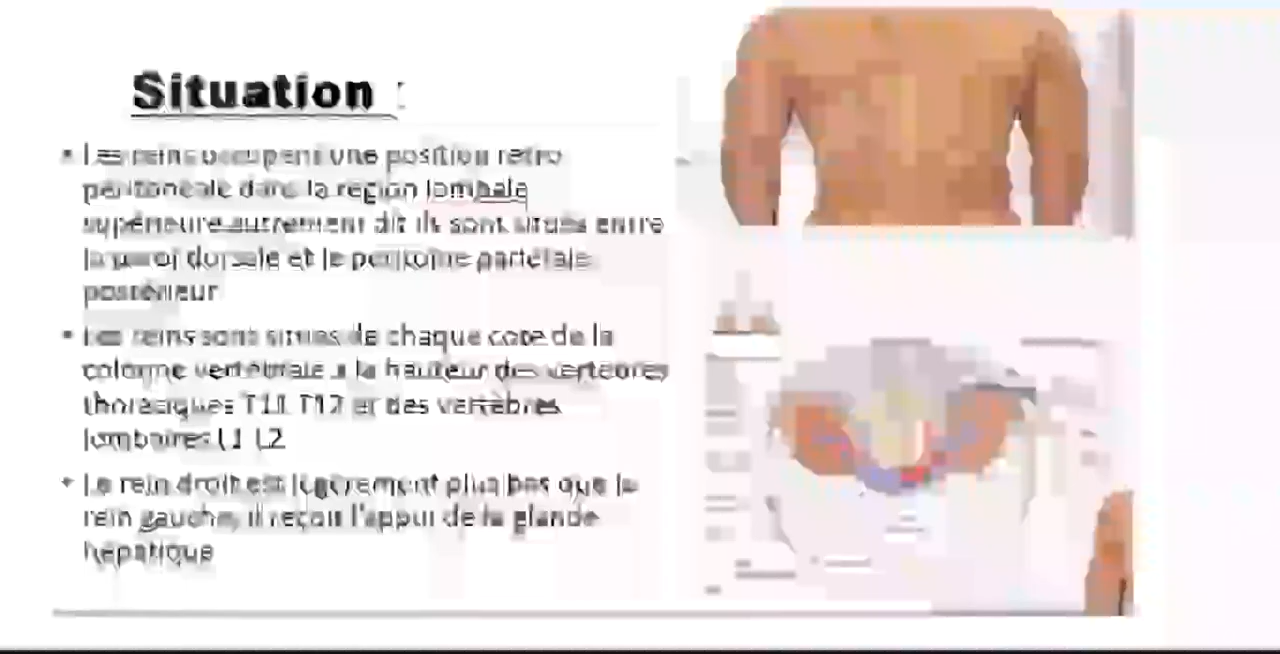 Situation :
• Les reins occupent une position rétro
péritonéale dans la région lombale
supérieure autrement dit ils sont situés entre
la paroi dorsale et le péritoine pariétale
postérieur
• Les reins sont situés de chaque coté de la
colonne vertébrale a la hauteur des vertèbres
thoraciques T11 T12 et des vertèbres
lombaires L1 L2
• Le rein droit est légèrement plus bas que le
rein gauche, il reçoit l'appui de la glande
hépatique